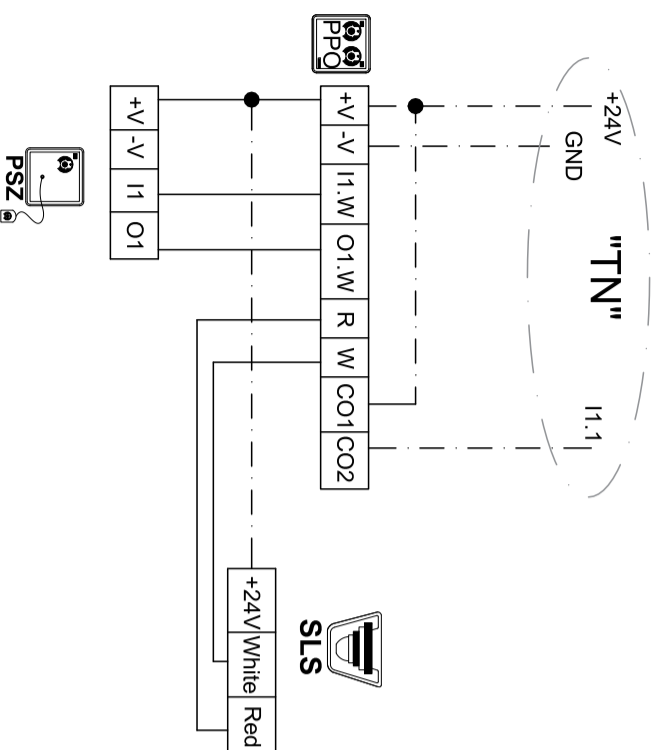 +24V
GND
"TN"
I1.1
PPO
+V -V I1.W O1.W R W CO1 CO2
SLS
+24V White Red
+V -V I1 O1
PSZ